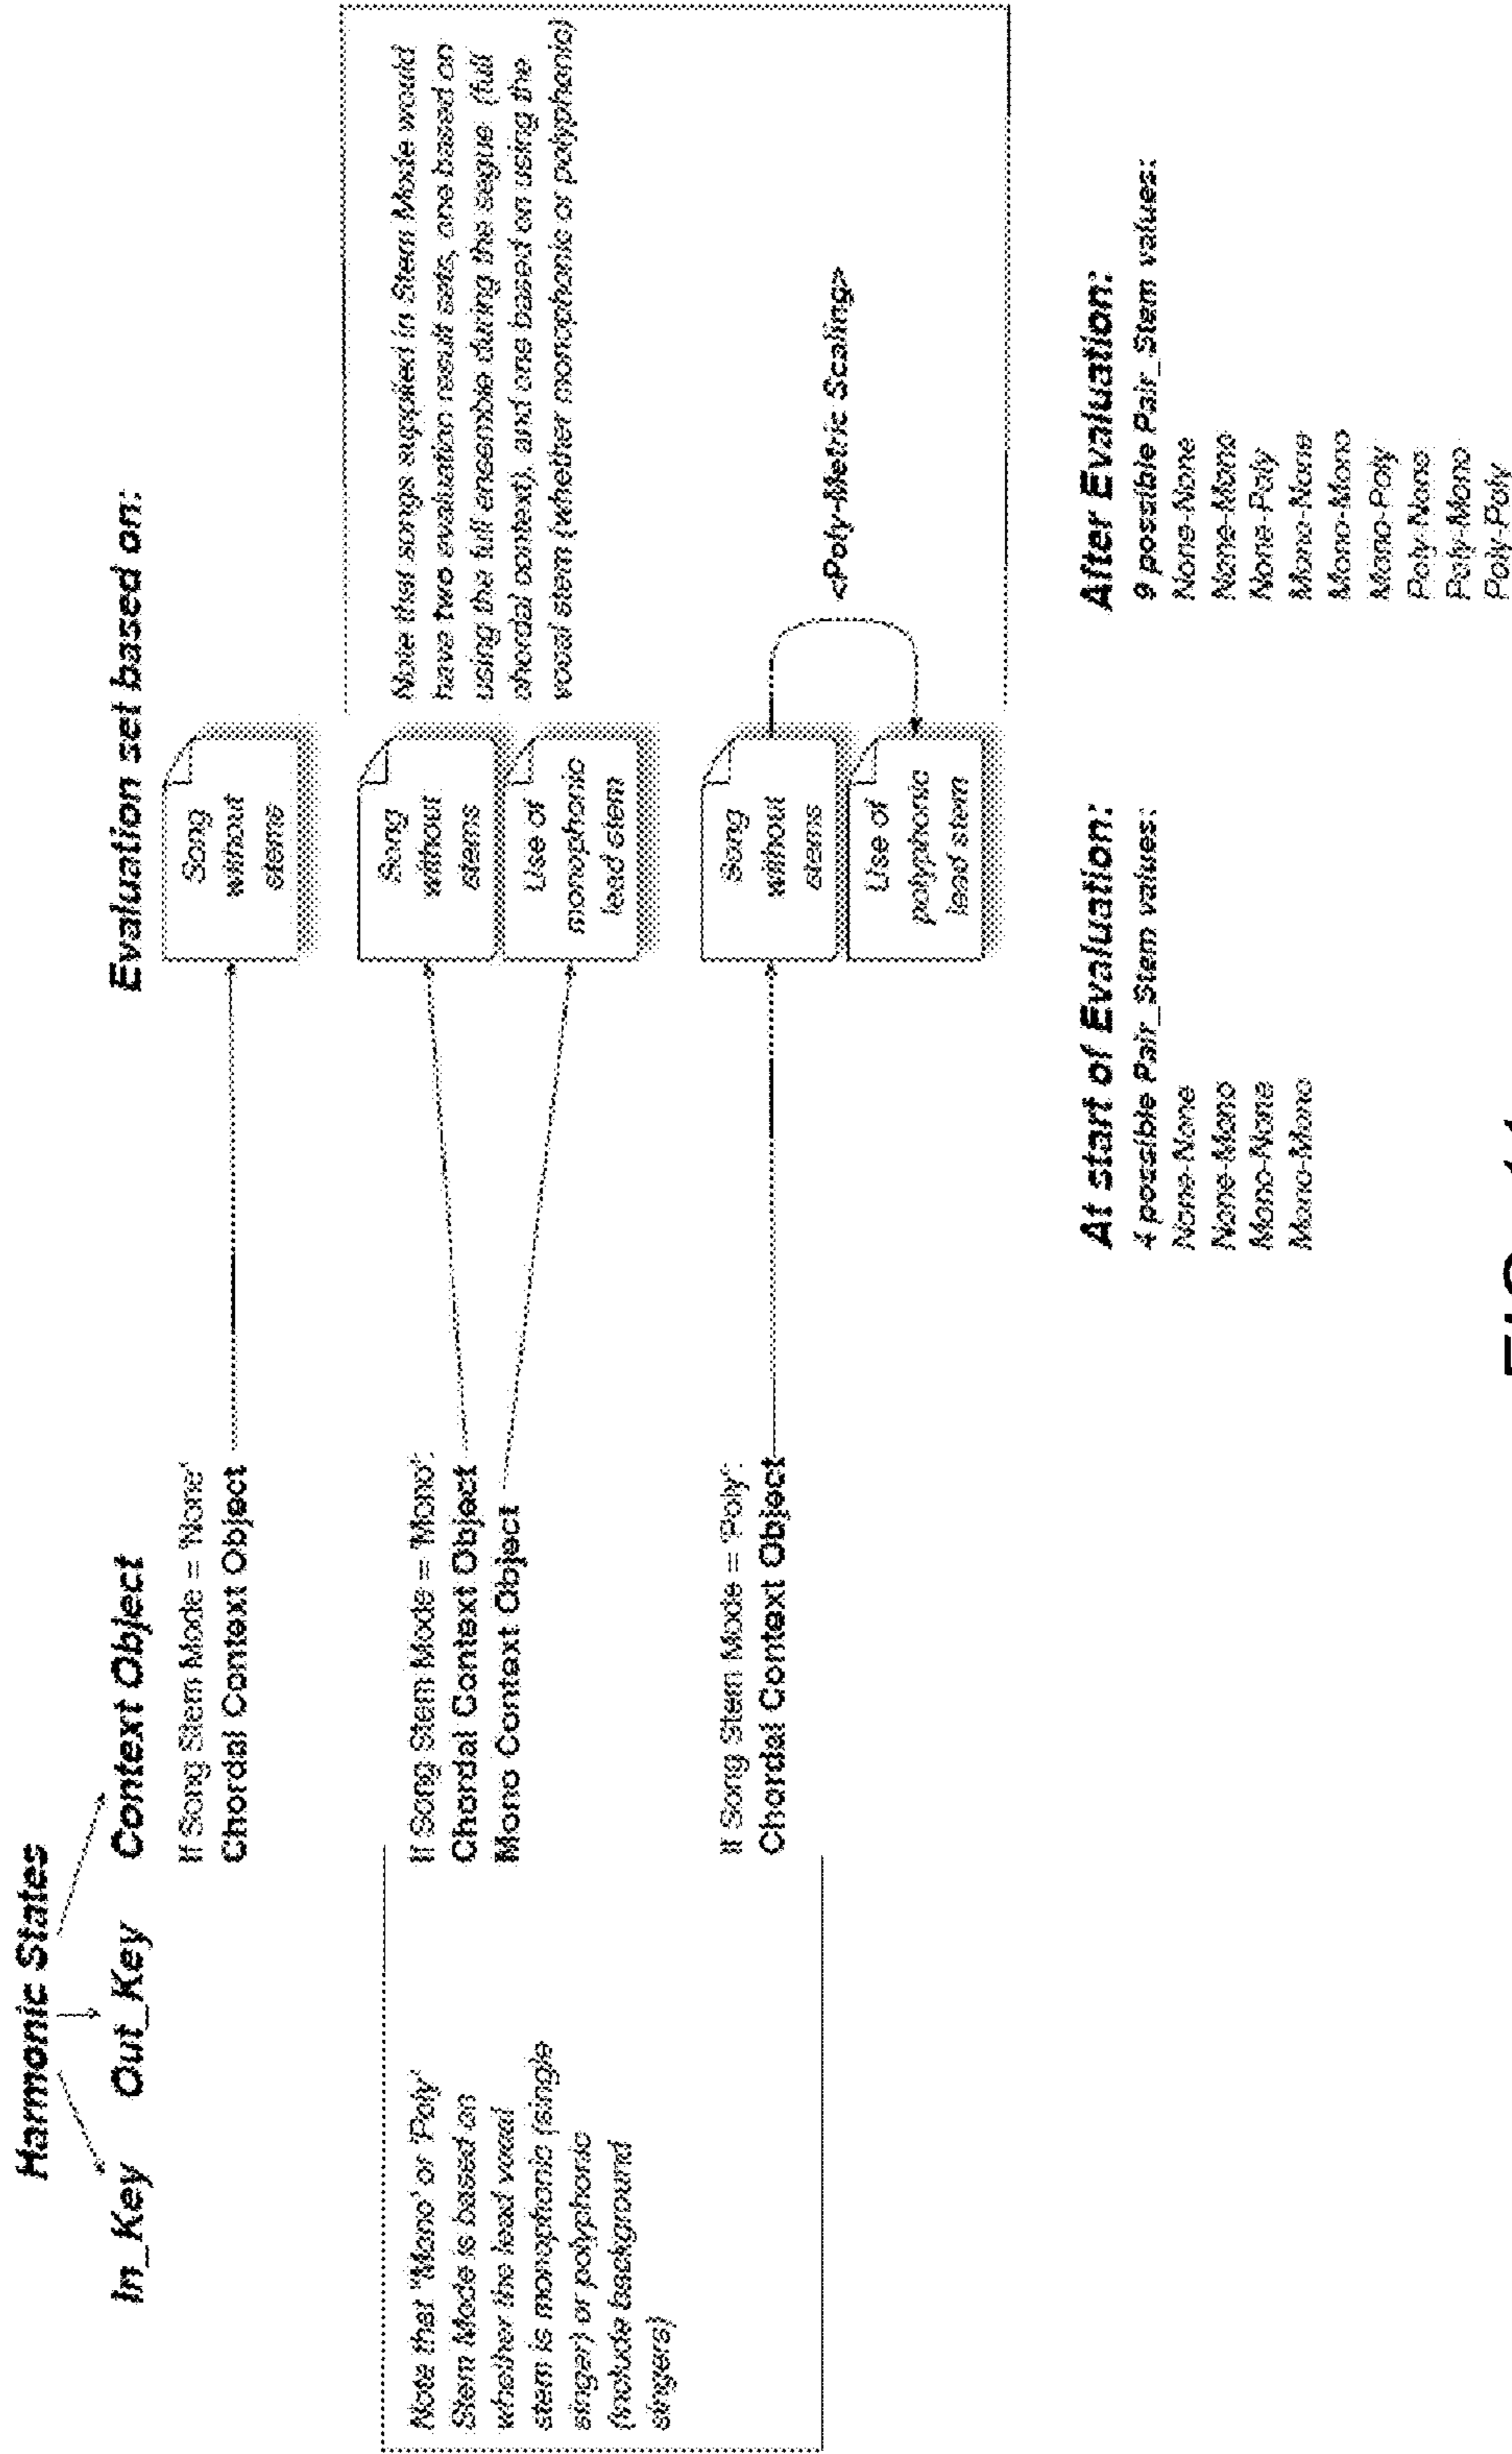 Harmonic States
In_Key Out_Key Context Object
Evaluation set based on:
If Song Stem Mode = 'None'
Chordal Context Object
Song
without
stems
Note that 'Mono' or 'Poly'
Stem Mode is based on
whether the lead vocal
stem is monophonic (single
singer) or polyphonic
(include background
singers)
If Song Stem Mode = 'Mono':
Chordal Context Object
Mono Context Object
Song
without
stems
Use of
monophonic
lead stem
Note that songs supplied in Stem Mode would
have two evaluation result sets, one based on
using the full ensemble during the segue (full
chordal context), and one based on using the
vocal stem (whether monophonic or polyphonic)
If Song Stem Mode = 'Poly':
Chordal Context Object
Song
without
stems
Use of
polyphonic
lead stem
<Poly-Metric Scaling>
At start of Evaluation:
4 possible Pair_Stem values:
None-None
None-Mono
Mono-None
Mono-Mono
After Evaluation:
9 possible Pair_Stem values:
None-None
None-Mono
None-Poly
Mono-None
Mono-Mono
Mono-Poly
Poly-None
Poly-Mono
Poly-Poly